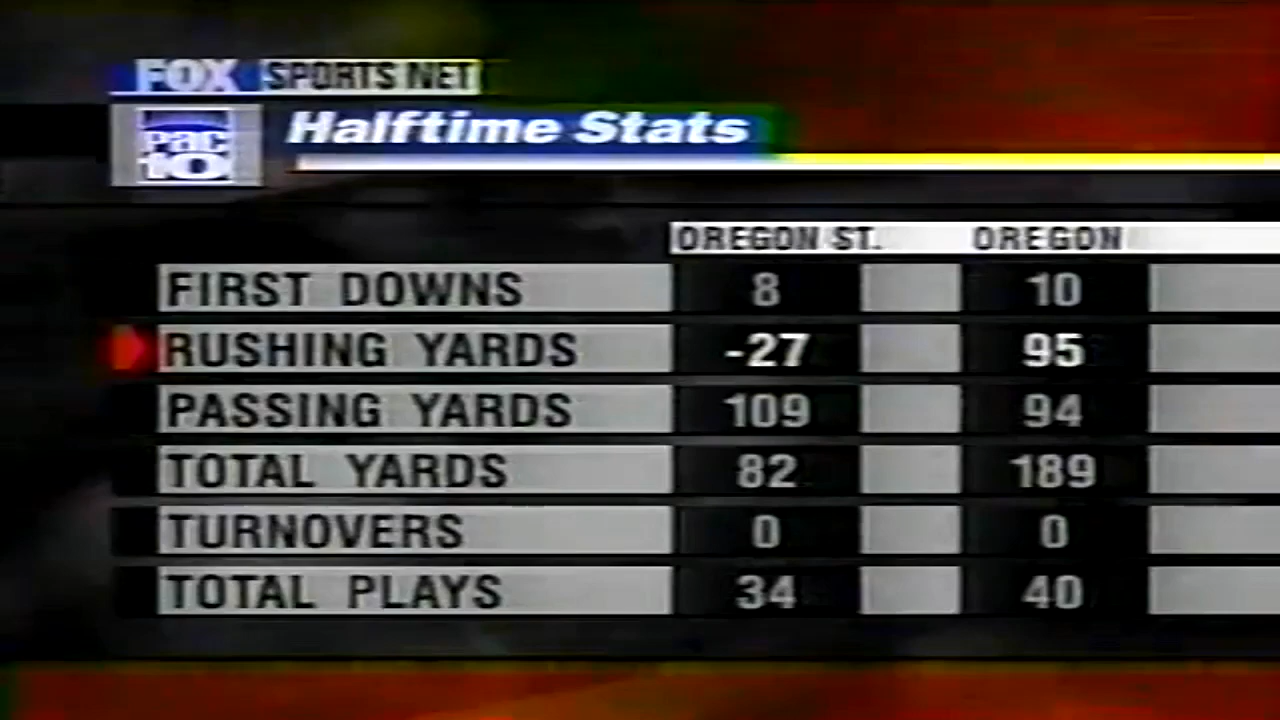 FOX SPORTS NET
PAC 10 Halftime Stats
OREGON ST. OREGON
FIRST DOWNS 8 10
RUSHING YARDS -27 95
PASSING YARDS 109 94
TOTAL YARDS 82 189
TURNOVERS 0 0
TOTAL PLAYS 34 40